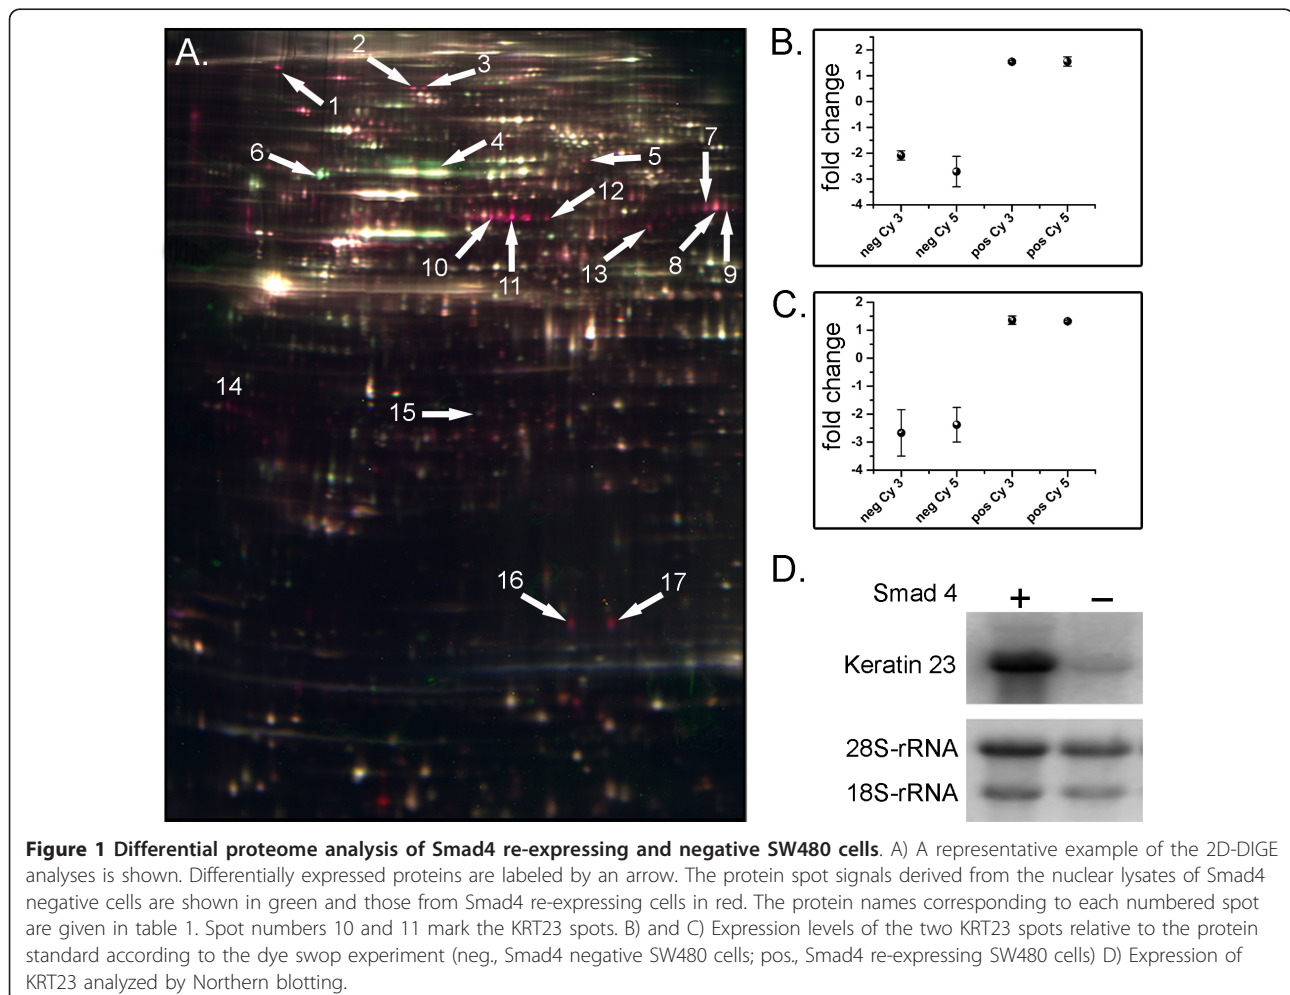 A.
2
3
1
7
6
4
5
12
10
11
13
8
9
14
15
16
17
B.
fold change
2
1
0
-1
-2
-3
-4
neg Cy 3
neg Cy 5
pos Cy 3
pos Cy 5
C.
fold change
2
1
0
-1
-2
-3
-4
neg Cy 3
neg Cy 5
pos Cy 3
pos Cy 5
D.
Smad 4 + −
Keratin 23
28S-rRNA
18S-rRNA
Figure 1 Differential proteome analysis of Smad4 re-expressing and negative SW480 cells. A) A representative example of the 2D-DIGE
analyses is shown. Differentially expressed proteins are labeled by an arrow. The protein spot signals derived from the nuclear lysates of Smad4
negative cells are shown in green and those from Smad4 re-expressing cells in red. The protein names corresponding to each numbered spot
are given in table 1. Spot numbers 10 and 11 mark the KRT23 spots. B) and C) Expression levels of the two KRT23 spots relative to the protein
standard according to the dye swop experiment (neg., Smad4 negative SW480 cells; pos., Smad4 re-expressing SW480 cells) D) Expression of
KRT23 analyzed by Northern blotting.